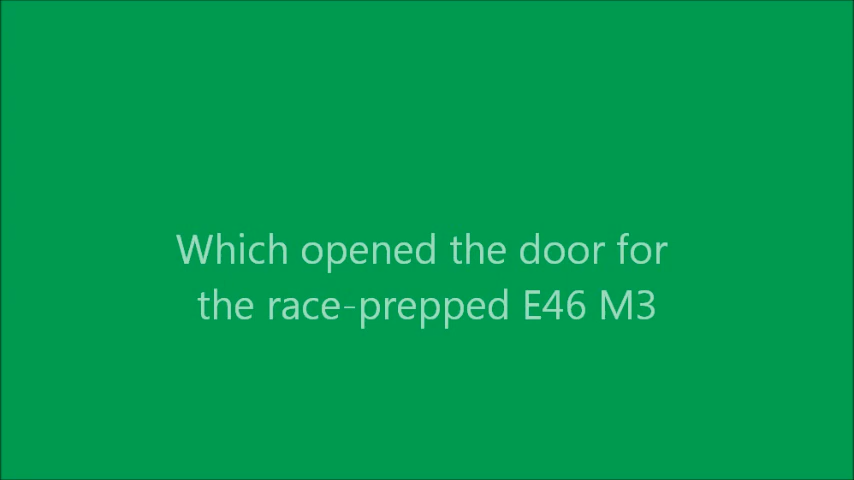 Which opened the door for
the race-prepped E46 M3